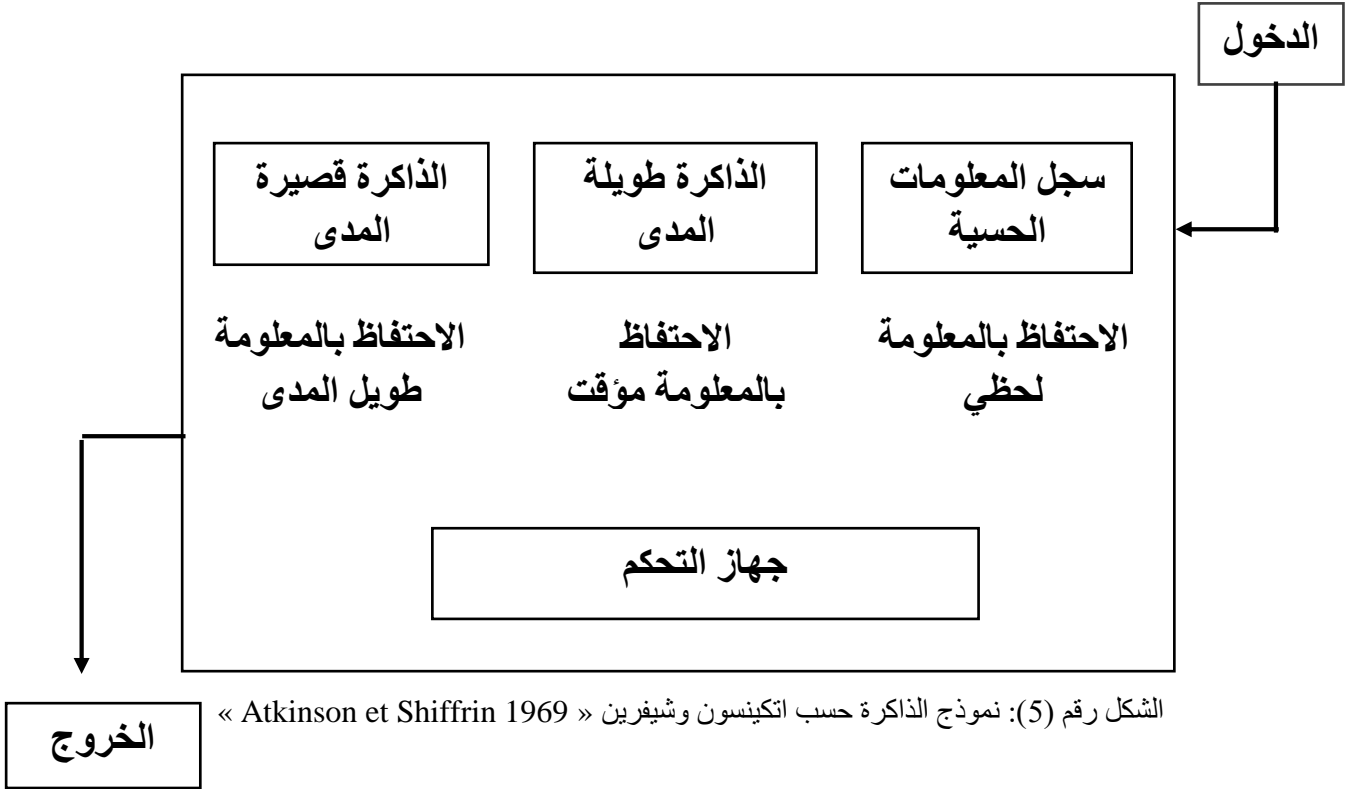 الدخول
سجل المعلومات
الحسية
الذاكرة طويلة
المدى
الذاكرة قصيرة
المدى
الاحتفاظ بالمعلومة
لحظي
الاحتفاظ
بالمعلومة مؤقت
الاحتفاظ بالمعلومة
طويل المدى
جهاز التحكم
الشكل رقم (5): نموذج الذاكرة حسب اتكينسون وشيفرين « Atkinson et Shiffrin 1969 »
الخروج